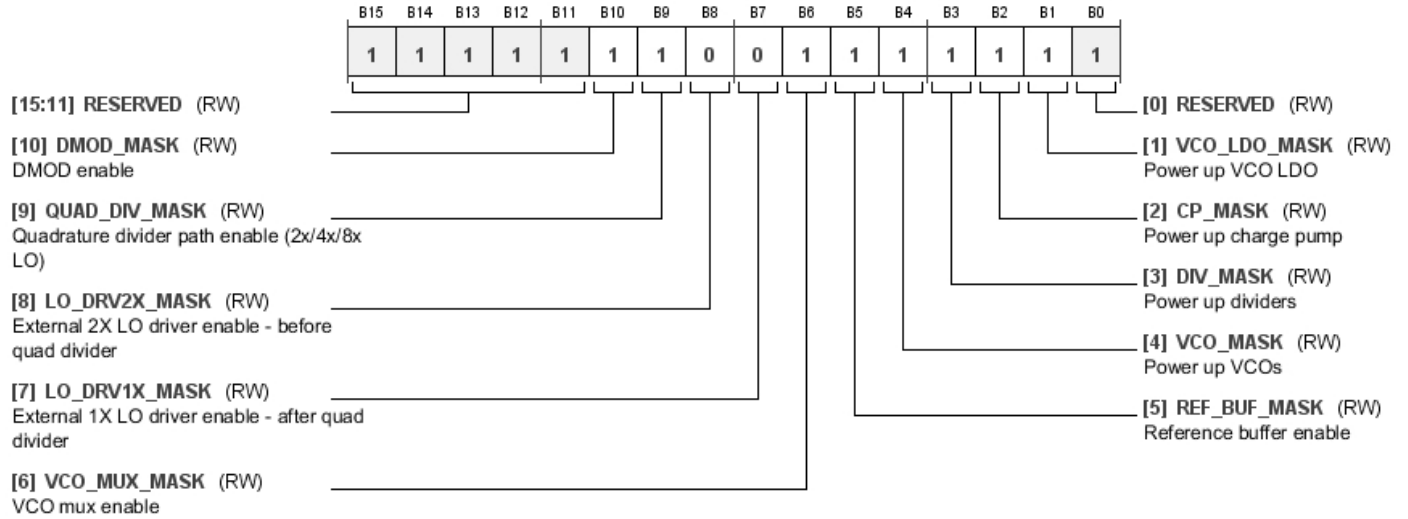 B15 B14 B13 B12 B11 B10 B9 B8 B7 B6 B5 B4 B3 B2 B1 B0
1 1 1 1 1 1 1 0 0 1 1 1 1 1 1 1
[15:11] RESERVED (RW)
[10] DMOD_MASK (RW)
DMOD enable
[9] QUAD_DIV_MASK (RW)
Quadrature divider path enable (2x/4x/8x
LO)
[8] LO_DRV2X_MASK (RW)
External 2X LO driver enable - before
quad divider
[7] LO_DRV1X_MASK (RW)
External 1X LO driver enable - after quad
divider
[6] VCO_MUX_MASK (RW)
VCO mux enable
[0] RESERVED (RW)
[1] VCO_LDO_MASK (RW)
Power up VCO LDO
[2] CP_MASK (RW)
Power up charge pump
[3] DIV_MASK (RW)
Power up dividers
[4] VCO_MASK (RW)
Power up VCOs
[5] REF_BUF_MASK (RW)
Reference buffer enable